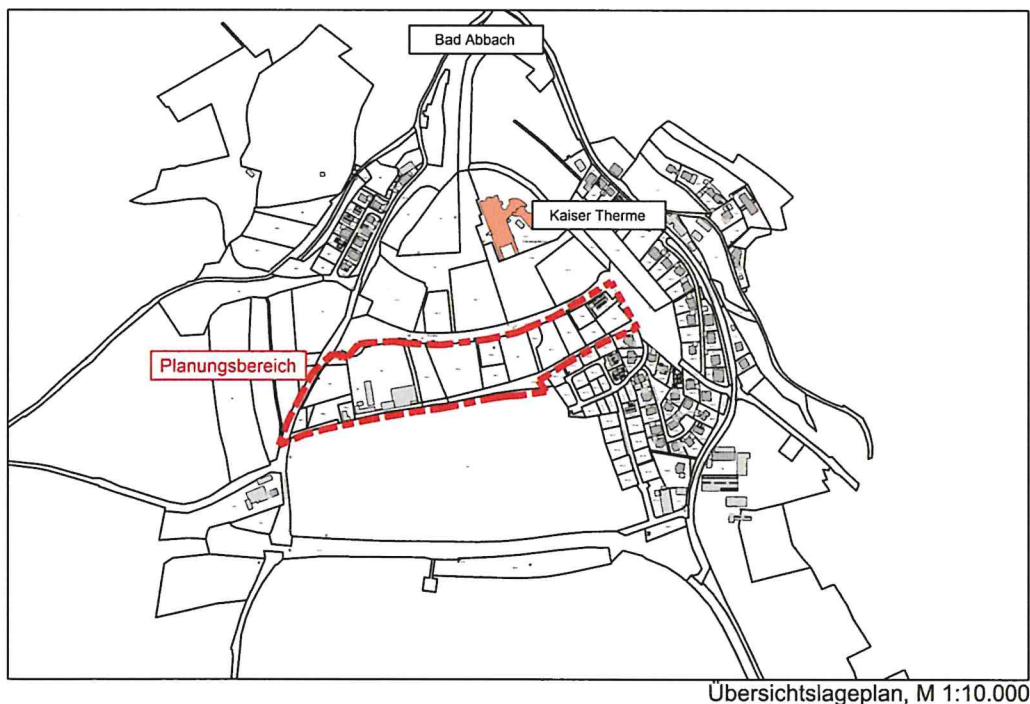 Bad Abbach
Kaiser Therme
Planungsbereich
Übersichtslageplan, M 1:10.000